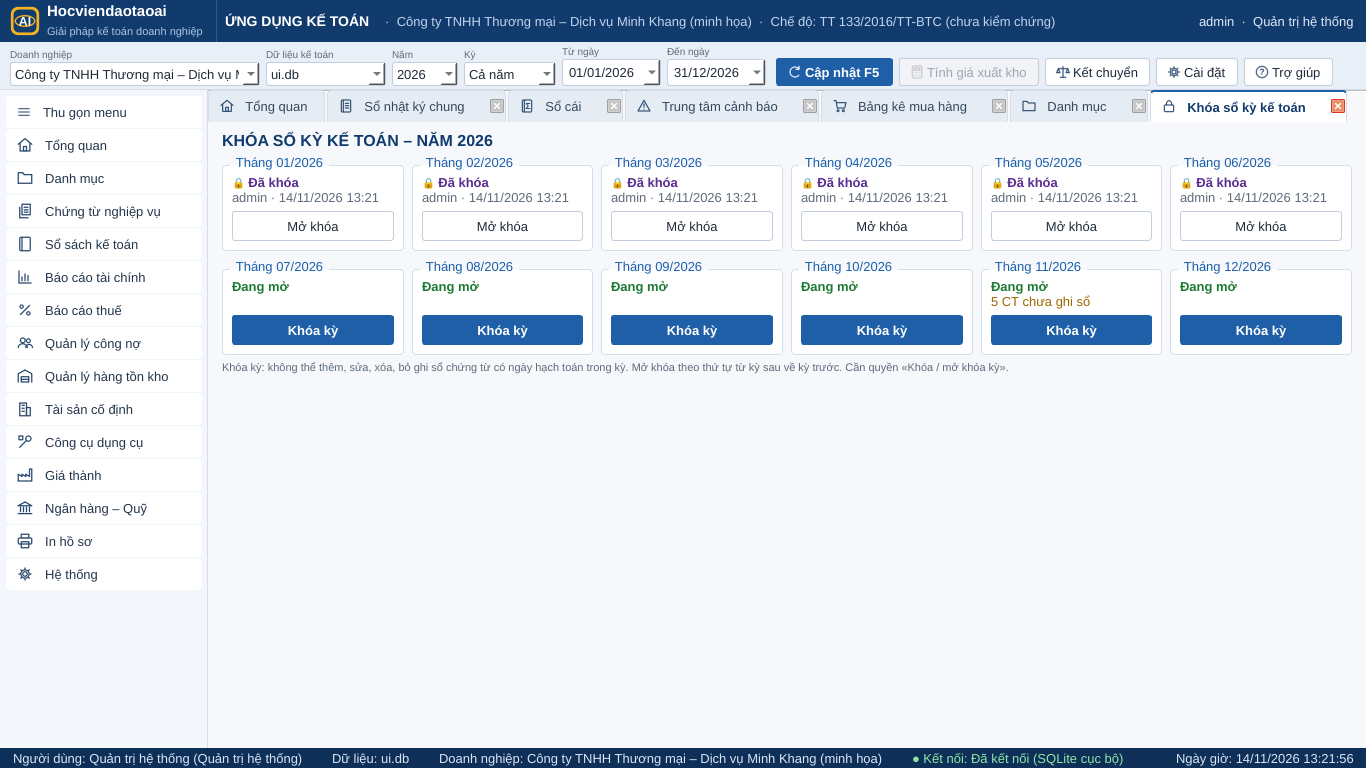 AI
Hocviendaotaoai
Giải pháp kế toán doanh nghiệp
ỨNG DỤNG KẾ TOÁN · Công ty TNHH Thương mại – Dịch vụ Minh Khang (minh họa) · Chế độ: TT 133/2016/TT-BTC (chưa kiểm chứng)
admin · Quản trị hệ thống
Doanh nghiệp Dữ liệu kế toán Năm Kỳ Từ ngày Đến ngày
Công ty TNHH Thương mại – Dịch vụ ui.db 2026 Cả năm 01/01/2026 31/12/2026 Cập nhật F5 Tính giá xuất kho Kết chuyển Cài đặt Trợ giúp
Thu gọn menu
Tổng quan
Danh mục
Chứng từ nghiệp vụ
Sổ sách kế toán
Báo cáo tài chính
Báo cáo thuế
Quản lý công nợ
Quản lý hàng tồn kho
Tài sản cố định
Công cụ dụng cụ
Giá thành
Ngân hàng – Quỹ
In hồ sơ
Hệ thống
Tổng quan Sổ nhật ký chung Sổ cái Trung tâm cảnh báo Bảng kê mua hàng Danh mục Khóa sổ kỳ kế toán
KHÓA SỔ KỲ KẾ TOÁN – NĂM 2026
Tháng 01/2026 Tháng 02/2026 Tháng 03/2026 Tháng 04/2026 Tháng 05/2026 Tháng 06/2026
Đã khóa Đã khóa Đã khóa Đã khóa Đã khóa Đã khóa
admin · 14/11/2026 13:21 admin · 14/11/2026 13:21 admin · 14/11/2026 13:21 admin · 14/11/2026 13:21 admin · 14/11/2026 13:21 admin · 14/11/2026 13:21
Mở khóa Mở khóa Mở khóa Mở khóa Mở khóa Mở khóa
Tháng 07/2026 Tháng 08/2026 Tháng 09/2026 Tháng 10/2026 Tháng 11/2026 Tháng 12/2026
Đang mở Đang mở Đang mở Đang mở Đang mở Đang mở
5 CT chưa ghi sổ
Khóa kỳ Khóa kỳ Khóa kỳ Khóa kỳ Khóa kỳ Khóa kỳ
Khóa kỳ: không thể thêm, sửa, xóa, bỏ ghi sổ chứng từ có ngày hạch toán trong kỳ. Mở khóa theo thứ tự từ kỳ sau về kỳ trước. Cần quyền «Khóa / mở khóa kỳ».
Người dùng: Quản trị hệ thống (Quản trị hệ thống) Dữ liệu: ui.db Doanh nghiệp: Công ty TNHH Thương mại – Dịch vụ Minh Khang (minh họa) ● Kết nối: Đã kết nối (SQLite cục bộ) Ngày giờ: 14/11/2026 13:21:56